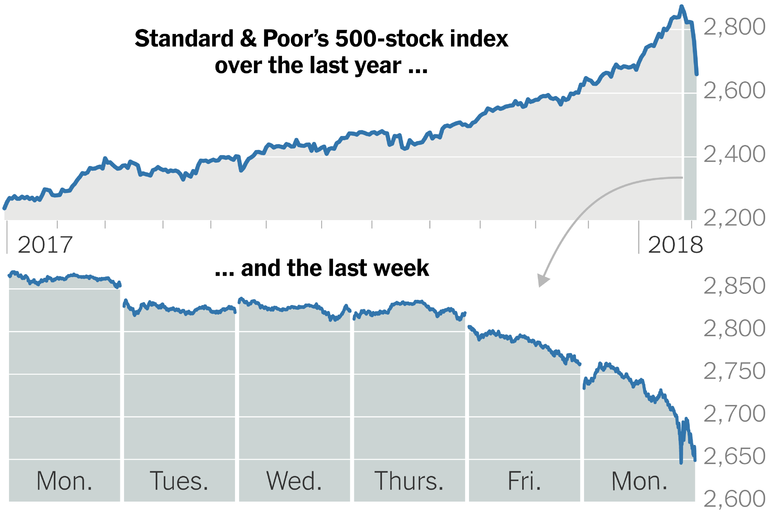 Standard & Poor’s 500-stock index
over the last year ...
2,800
2,600
2,400
2,200
2017
2018
... and the last week
2,850
2,800
2,750
2,700
2,650
2,600
Mon.
Tues.
Wed.
Thurs.
Fri.
Mon.